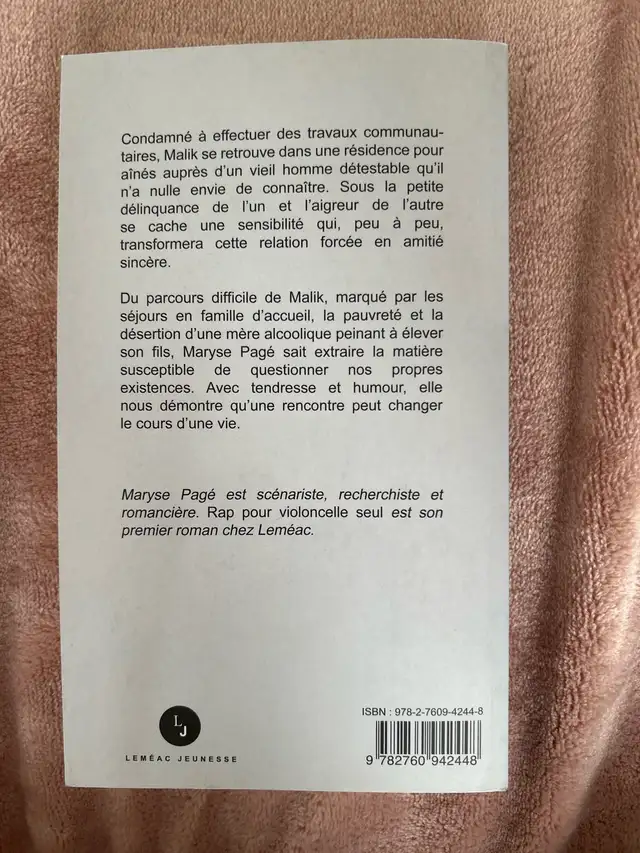 Condamné à effectuer des travaux communau-
taires, Malik se retrouve dans une résidence pour
aînés auprès d'un vieil homme détestable qu'il
n'a nulle envie de connaître. Sous la petite
délinquance de l'un et l'aigreur de l'autre
se cache une sensibilité qui, peu à peu,
transformera cette relation forcée en amitié
sincère.
Du parcours difficile de Malik, marqué par les
séjours en famille d'accueil, la pauvreté et la
désertion d'une mère alcoolique peinant à élever
son fils, Maryse Pagé sait extraire la matière
susceptible de questionner nos propres
existences. Avec tendresse et humour, elle
nous démontre qu'une rencontre peut changer
le cours d'une vie.
Maryse Pagé est scénariste, recherchiste et
romancière. Rap pour violoncelle seul est son
premier roman chez Leméac.
LJ
LEMÉAC JEUNESSE
ISBN : 978-2-7609-4244-8
9 782760 942448